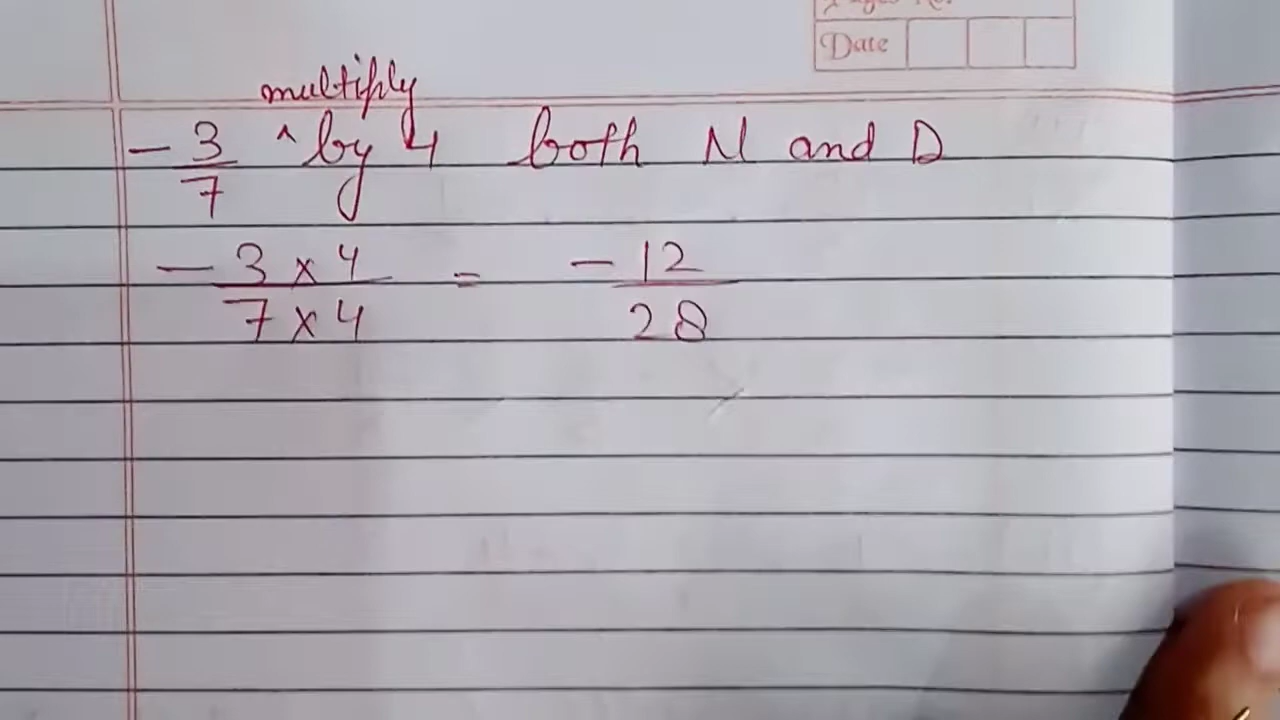 Date
multiply
-3/7 ^ by 4 both N and D
-3 x 4 / 7 x 4 = -12 / 28